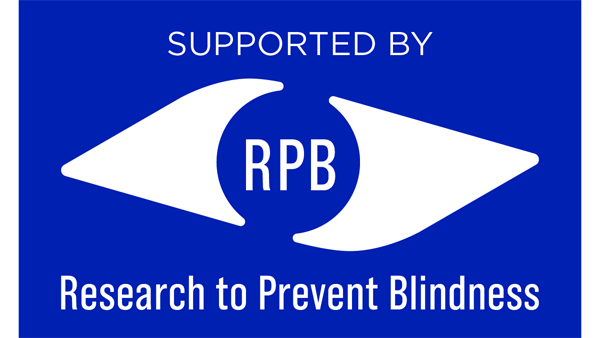 SUPPORTED BY
RPB
Research to Prevent Blindness